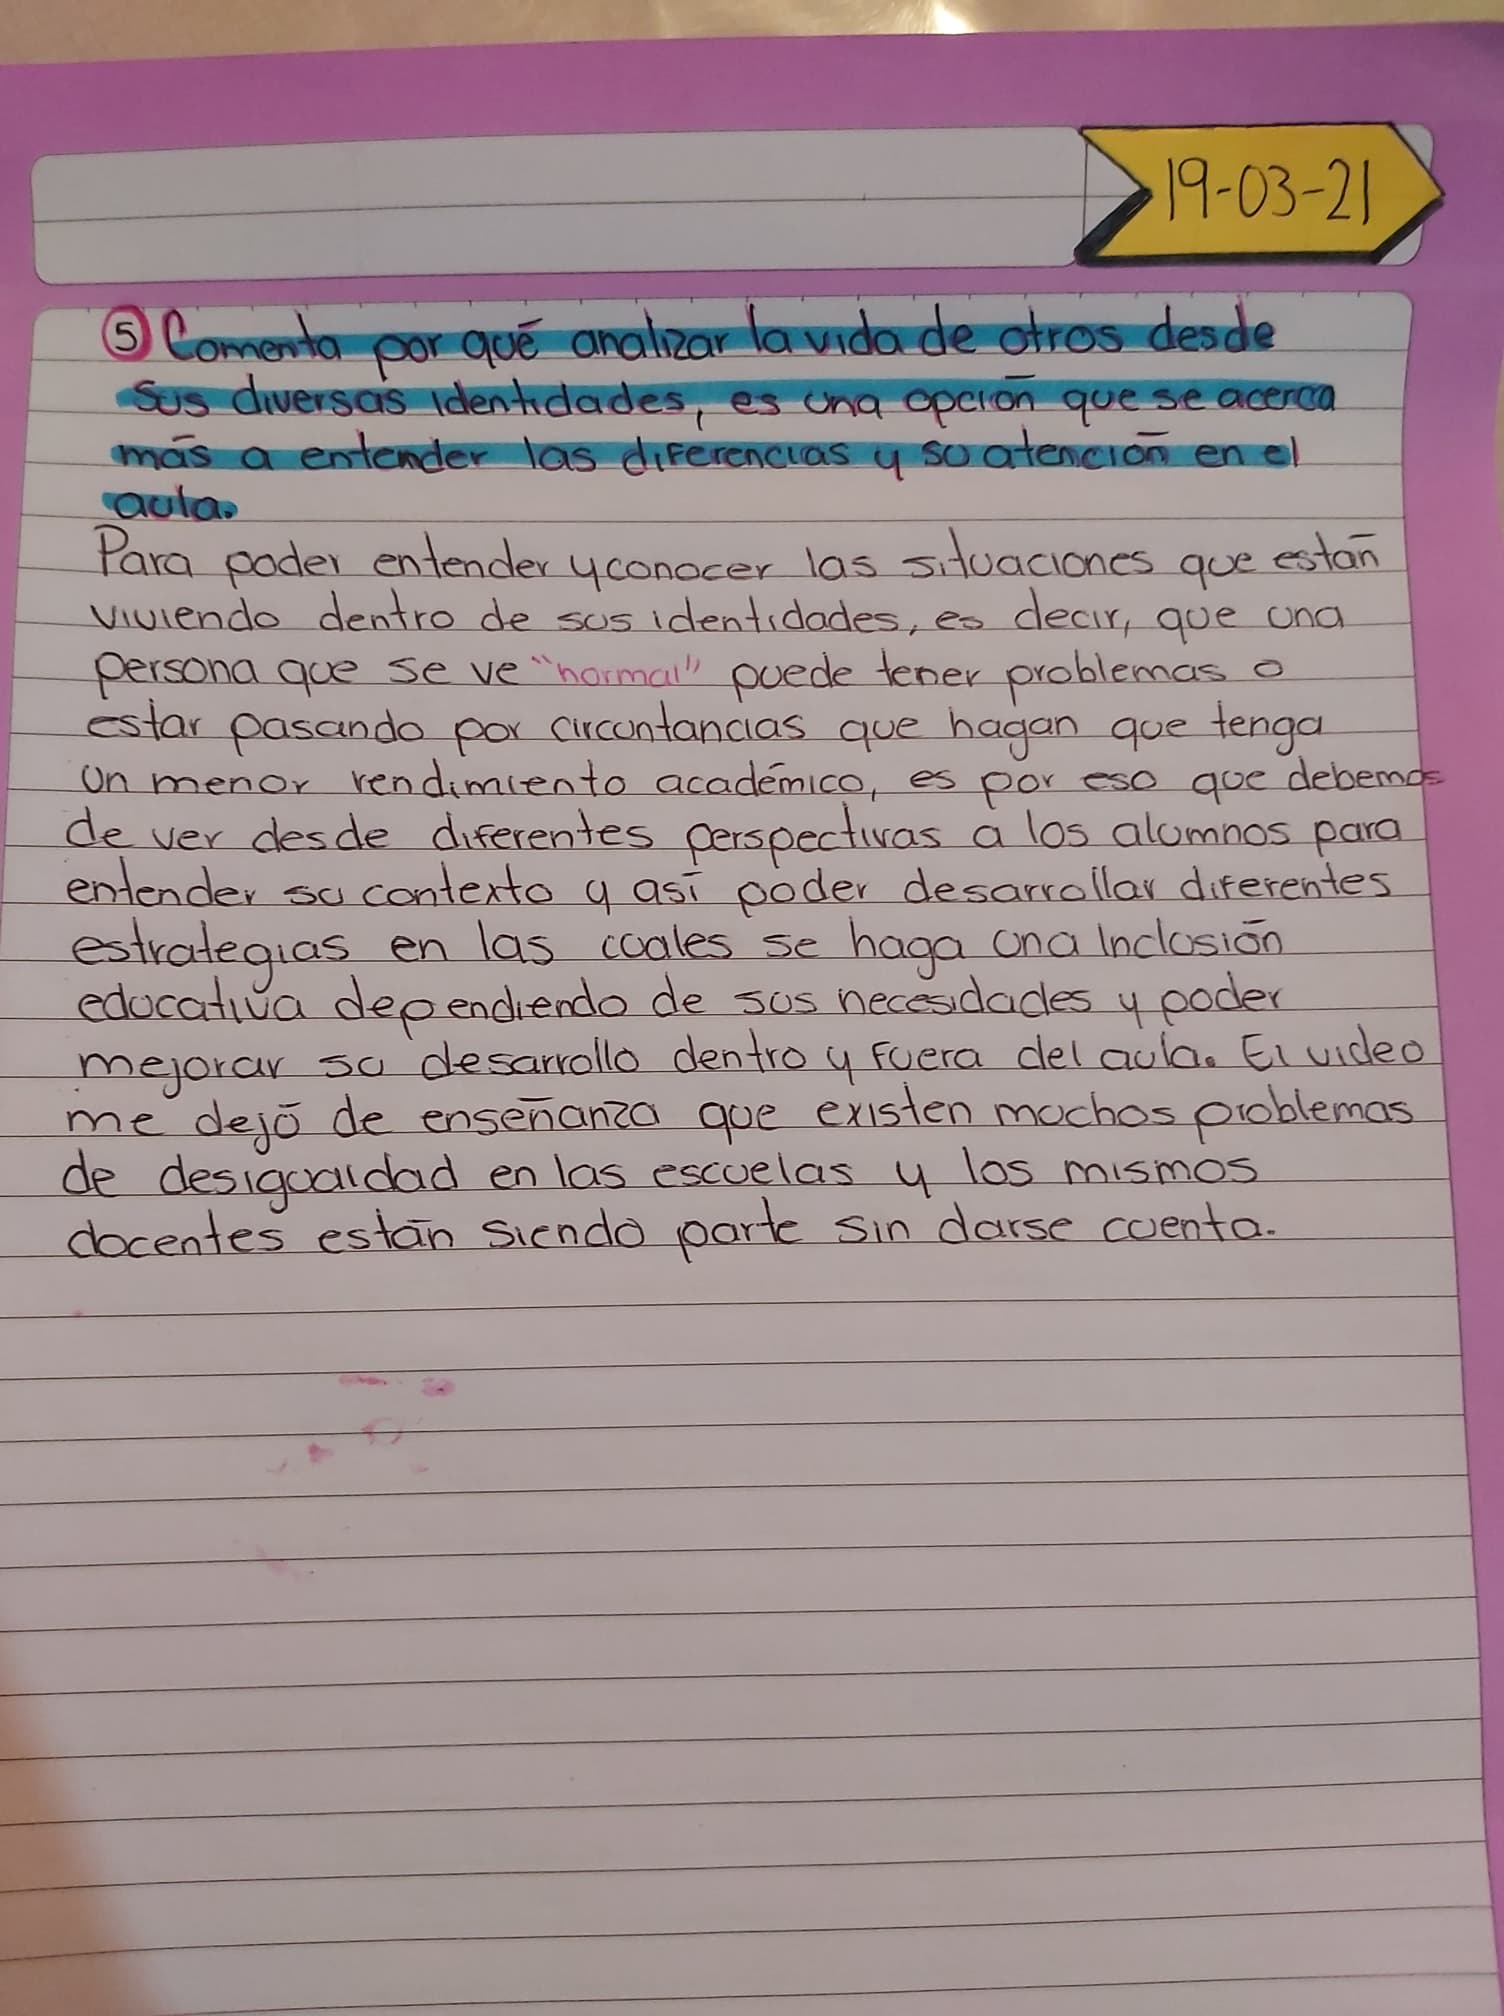 19-03-21
⑤ Comenta por qué analizar la vida de otros desde
sus diversas identidades, es una opción que se acerca
más a entender las diferencias y su atención en el
aula.
Para poder entender y conocer las situaciones que están
viviendo dentro de sus identidades, es decir, que una
persona que se ve "normal" puede tener problemas o
estar pasando por circuntancias que hagan que tenga
un menor rendimiento académico, es por eso que debemos
de ver desde diferentes perspectivas a los alumnos para
entender su contexto y así poder desarrollar diferentes
estrategias en las cuales se haga una Inclusión
educativa dependiendo de sus necesidades y poder
mejorar su desarrollo dentro y fuera del aula. El video
me dejó de enseñanza que existen muchos problemas
de desigualdad en las escuelas y los mismos
docentes están siendo parte sin darse cuenta.